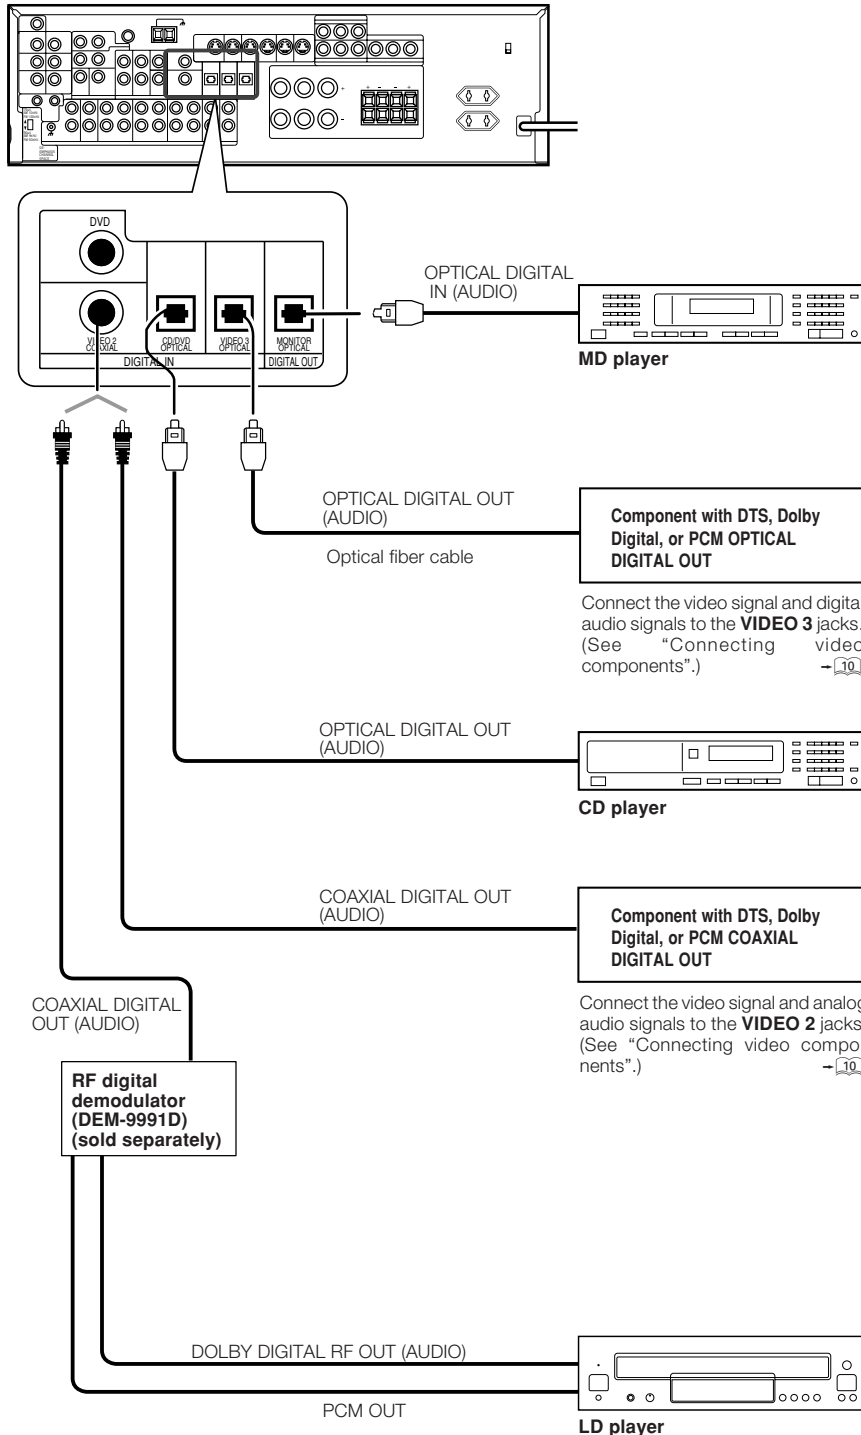 DVD
VIDEO 2
COAXIAL
CD/DVD
OPTICAL
VIDEO 3
OPTICAL
MONITOR
OPTICAL
DIGITAL IN
DIGITAL OUT
OPTICAL DIGITAL
IN (AUDIO)
MD player
OPTICAL DIGITAL OUT
(AUDIO)
Optical fiber cable
Component with DTS, Dolby
Digital, or PCM OPTICAL
DIGITAL OUT
Connect the video signal and digital
audio signals to the VIDEO 3 jacks.
(See “Connecting video
components”.) → 10
OPTICAL DIGITAL OUT
(AUDIO)
CD player
COAXIAL DIGITAL OUT
(AUDIO)
Component with DTS, Dolby
Digital, or PCM COAXIAL
DIGITAL OUT
Connect the video signal and analog
audio signals to the VIDEO 2 jacks
(See “Connecting video compo
nents”.) → 10
COAXIAL DIGITAL
OUT (AUDIO)
RF digital
demodulator
(DEM-9991D)
(sold separately)
DOLBY DIGITAL RF OUT (AUDIO)
PCM OUT
LD player